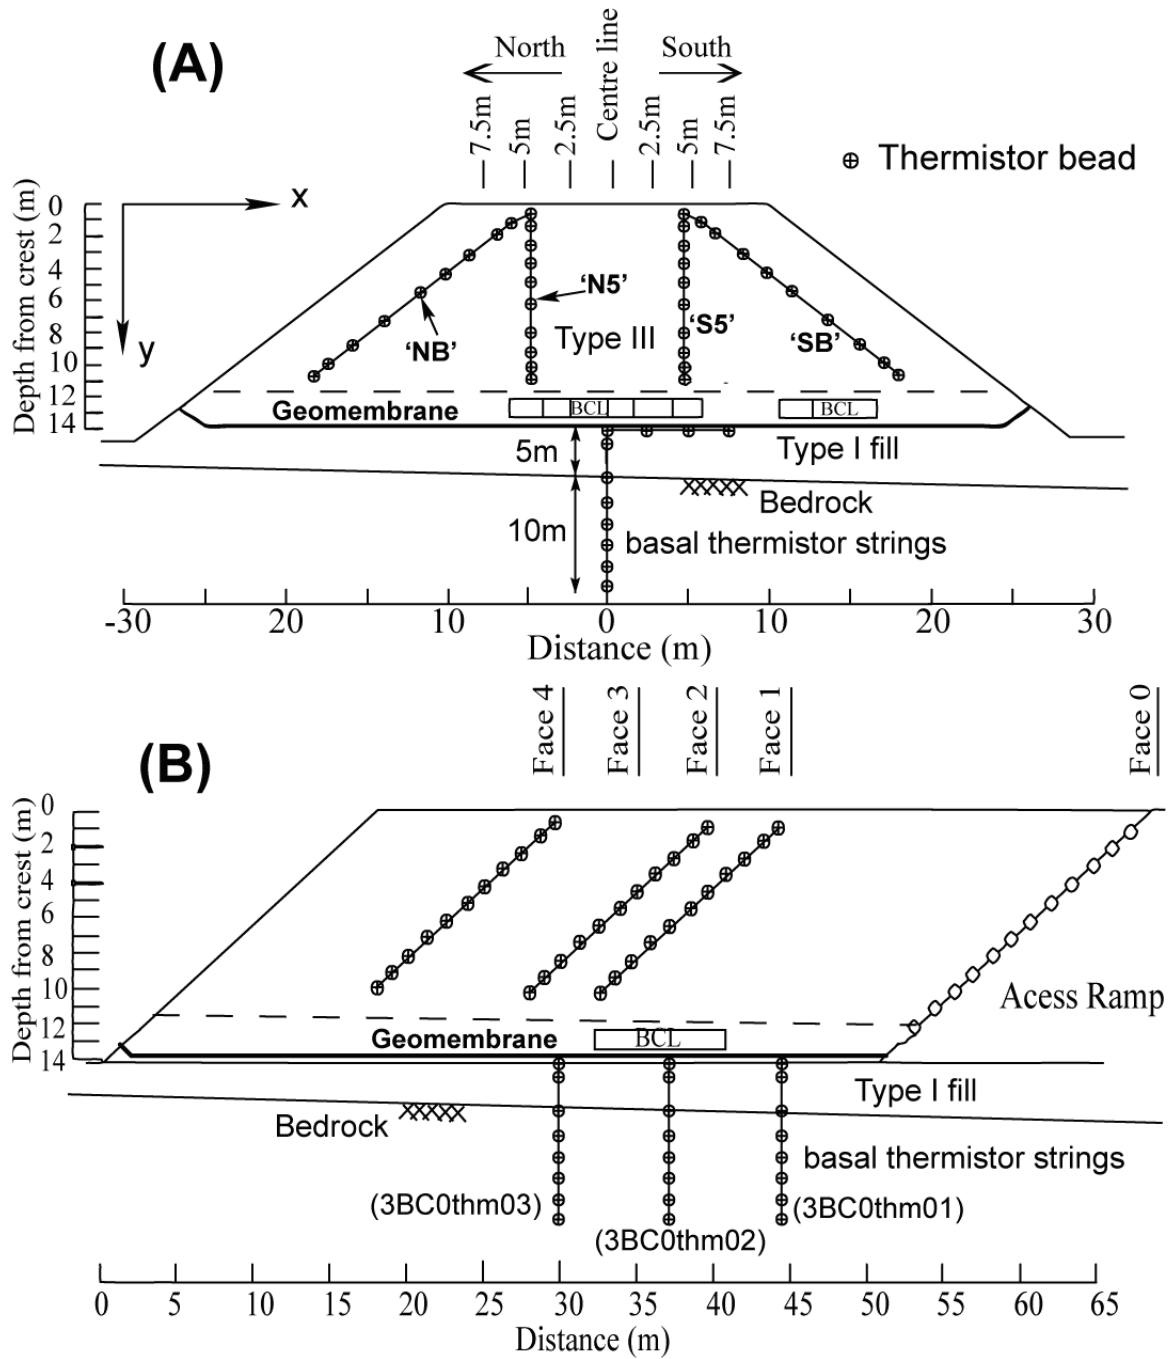 (A)
North
South
Centre line
7.5m
5m
2.5m
2.5m
5m
7.5m
Thermistor bead
Depth from crest (m)
0
2
4
6
8
10
12
14
x
y
'N5'
'NB'
Type III
'S5'
'SB'
Geomembrane
BCL
BCL
5m
Type I fill
Bedrock
10m
basal thermistor strings
-30
20
10
0
10
20
30
Distance (m)
(B)
Face 4
Face 3
Face 2
Face 1
Face 0
Depth from crest (m)
0
2
4
6
8
10
12
14
Acess Ramp
Geomembrane
BCL
Type I fill
Bedrock
basal thermistor strings
(3BC0thm03)
(3BC0thm02)
(3BC0thm01)
0
5
15
20
25
30
35
40
45
50
55
60
65
Distance (m)